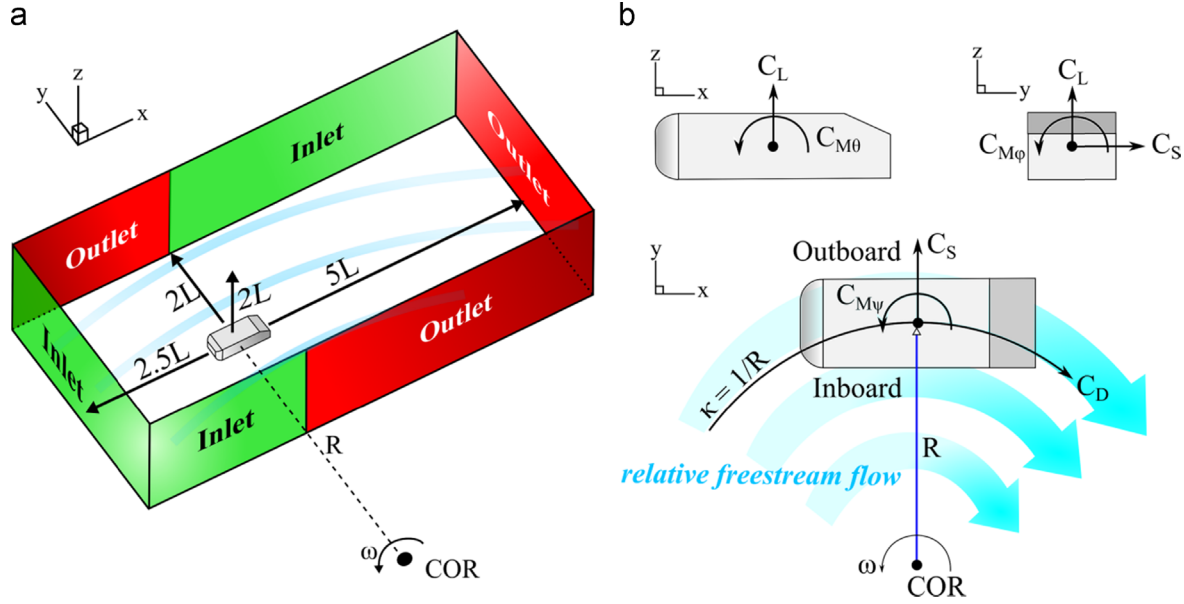 a
z
y
x
Inlet
Outlet
Outlet
2L
2L
5L
Outlet
Inlet
2.5L
Inlet
R
ω
COR
b
z
x
C_L
C_Mθ
z
y
C_L
C_Mφ
C_S
y
x
Outboard
C_S
C_Mψ
κ = 1/R
Inboard
C_D
R
relative freestream flow
ω
COR